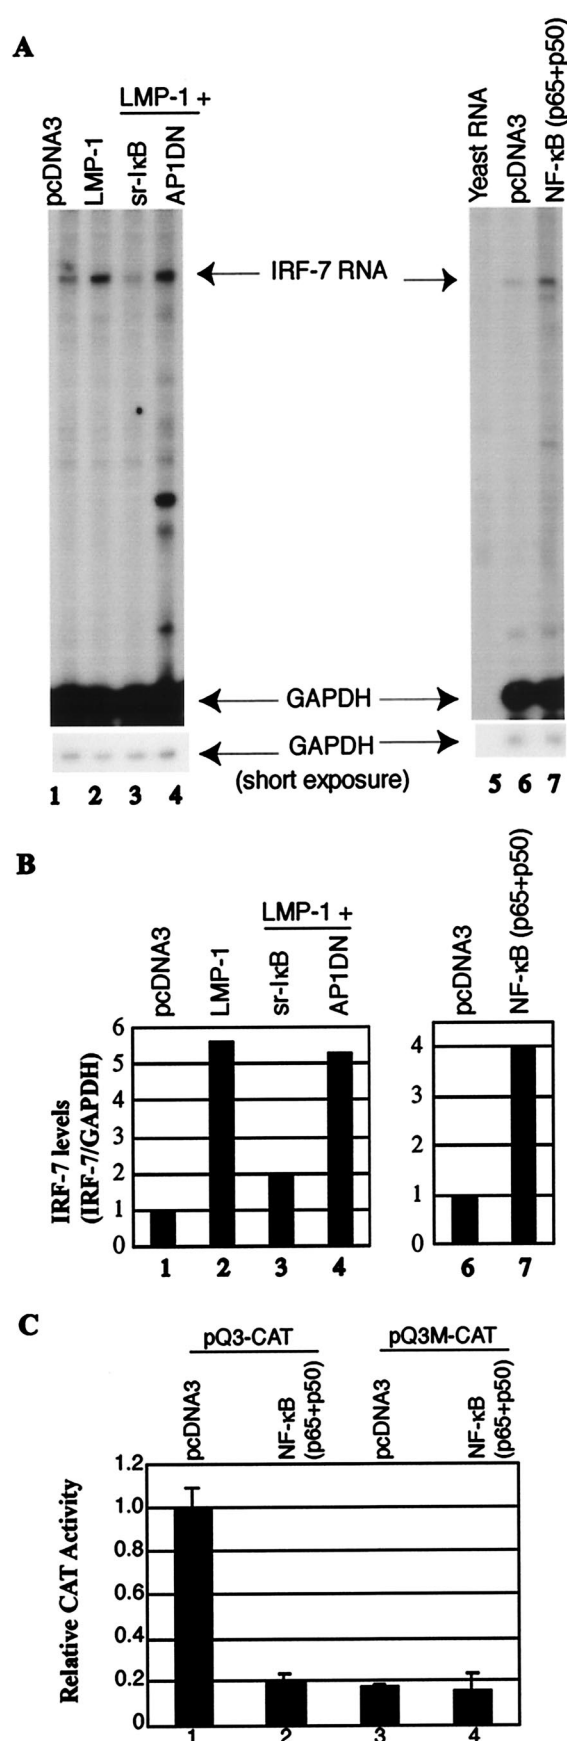 A
LMP-1 +
pcDNA3
LMP-1
sr-IκB
AP1DN
Yeast RNA
pcDNA3
NF-κB (p65+p50)
IRF-7 RNA
GAPDH
GAPDH
(short exposure)
1 2 3 4
5 6 7
B
LMP-1 +
pcDNA3
LMP-1
sr-IκB
AP1DN
pcDNA3
NF-κB (p65+p50)
IRF-7 levels
(IRF-7/GAPDH)
6
5
4
3
2
1
0
1 2 3 4
4
3
2
1
0
6 7
C
pQ3-CAT
pQ3M-CAT
pcDNA3
NF-κB
(p65+p50)
pcDNA3
NF-κB
(p65+p50)
Relative CAT Activity
1.2
1.0
0.8
0.6
0.4
0.2
0
1 2 3 4